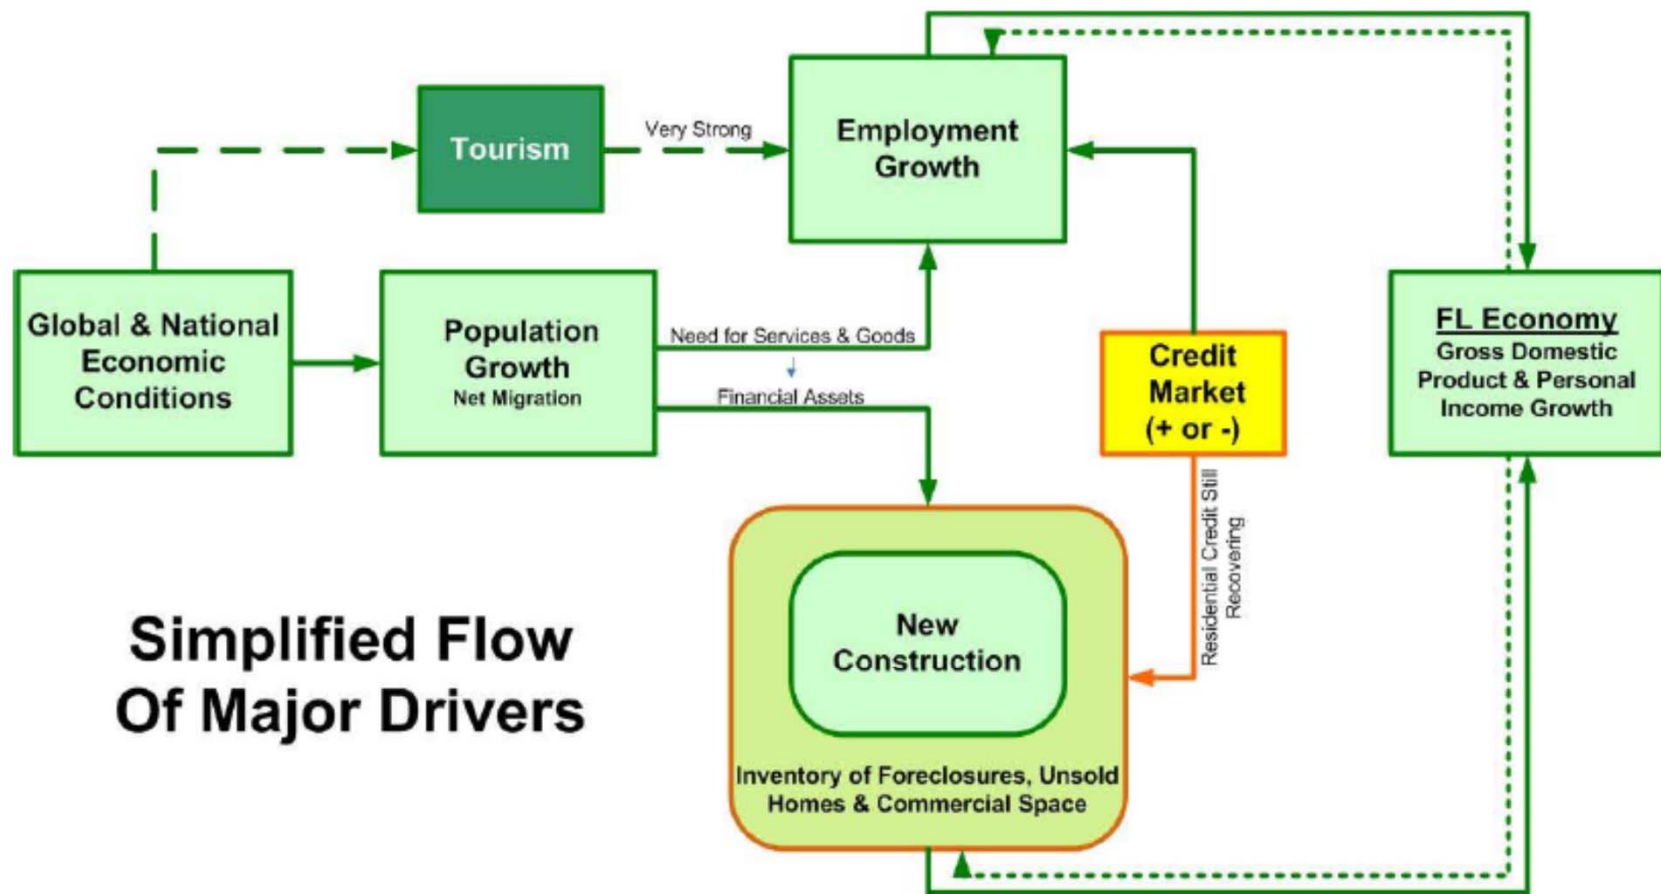 Tourism
Very Strong
Employment
Growth
Global & National
Economic
Conditions
Population
Growth
Net Migration
Need for Services & Goods
Financial Assets
Credit
Market
(+ or -)
FL Economy
Gross Domestic
Product & Personal
Income Growth
Residential Credit Still
Recovering
New
Construction
Inventory of Foreclosures, Unsold
Homes & Commercial Space
Simplified Flow
Of Major Drivers